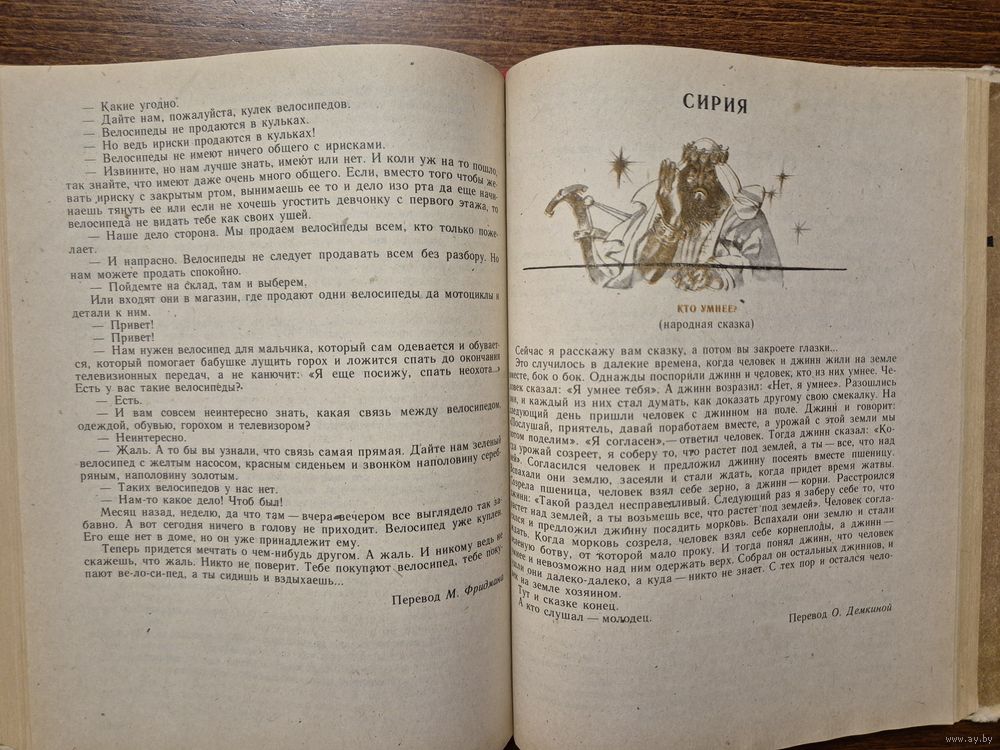 — Какие угодно.
— Дайте нам, пожалуйста, кулек велосипедов.
— Велосипеды не продаются в кульках.
— Но ведь ириски продаются в кульках!
— Велосипеды не имеют ничего общего с ирисками.
— Извините, но нам лучше знать, имеют или нет. И коли уж на то пошло,
так знайте, что имеют даже очень много общего. Если, вместо того чтобы же-
вать ириску с закрытым ртом, вынимаешь ее то и дело изо рта да еще начи-
наешь тянуть ее или если не хочешь угостить девчонку с первого этажа, то
велосипеда не видать тебе как своих ушей.
— Наше дело сторона. Мы продаем велосипеды всем, кто только поже-
лает.
— И напрасно. Велосипеды не следует продавать всем без разбору. Но
нам можете продать спокойно.
— Пойдемте на склад, там и выберем.
Или входят они в магазин, где продают одни велосипеды да мотоциклы и
детали к ним.
— Привет!
— Привет!
— Нам нужен велосипед для мальчика, который сам одевается и обувает-
ся, который помогает бабушке лущить горох и ложится спать до окончания
телевизионных передач, а не канючит: «Я еще посижу, спать неохота...»
Есть у вас такие велосипеды?
— Есть.
— И вам совсем неинтересно знать, какая связь между велосипедом,
одеждой, обувью, горохом и телевизором?
— Неинтересно.
— Жаль. А то бы вы узнали, что связь самая прямая. Дайте нам зеленый
велосипед с желтым насосом, красным сиденьем и звонком наполовину сереб-
ряным, наполовину золотым.
— Таких велосипедов у нас нет.
— Нам-то какое дело! Чтоб был!
Месяц назад, неделю, да что там — вчера вечером все выглядело так за-
бавно. А вот сегодня ничего в голову не приходит. Велосипед уже куплен.
Его еще нет в доме, но он уже принадлежит ему.
Теперь придется мечтать о чем-нибудь другом. А жаль. И никому ведь не
скажешь, что жаль. Никто не поверит. Тебе покупают велосипед, тебе поку-
пают ве-ло-си-пед, а ты сидишь и вздыхаешь...
Перевод М. Фридмана
СИРИЯ
КТО УМНЕЕ?
(народная сказка)
Сейчас я расскажу вам сказку, а потом вы закроете глазки...
Это случилось в далекие времена, когда человек и джинн жили на земле
вместе, бок о бок. Однажды поспорили джинн и человек, кто из них умнее. Че-
ловек сказал: «Я умнее тебя». А джинн возразил: «Нет, я умнее». Разошлись
они, и каждый из них стал думать, как доказать другому свою смекалку. На
следующий день пришли человек с джинном на поле. Джинн и говорит:
«Послушай, приятель, давай поработаем вместе, а урожай с этой земли мы
потом поделим». «Я согласен», — ответил человек. Тогда джинн сказал: «Ко-
гда урожай созреет, я соберу то, что растет под землей, а ты — все, что над
ней». Согласился человек и предложил джинну посеять вместе пшеницу.
Вспахали они землю, засеяли и стали ждать, когда придет время жатвы.
Созрела пшеница, человек взял себе зерно, а джинн — корни. Расстроился
джинн: «Такой раздел несправедливый. Следующий раз я заберу себе то, что
растет над землей, а ты возьмешь все, что растет под землей». Человек согла-
сился и предложил джинну посадить морковь. Вспахали они землю и стали
ждать. Когда морковь созрела, человек взял себе корнеплоды, а джинн —
зеленую ботву, от которой мало проку. И тогда понял джинн, что человек
умнее и невозможно над ним одержать верх. Собрал он остальных джиннов, и
ушли они далеко-далеко, а куда — никто не знает. С тех пор и остался чело-
век на земле хозяином.
Тут и сказке конец.
А кто слушал — молодец.
Перевод О. Демкиной
www.ay.by